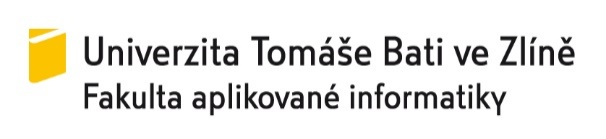 Univerzita Tomáše Bati ve Zlíně
Fakulta aplikované informatiky